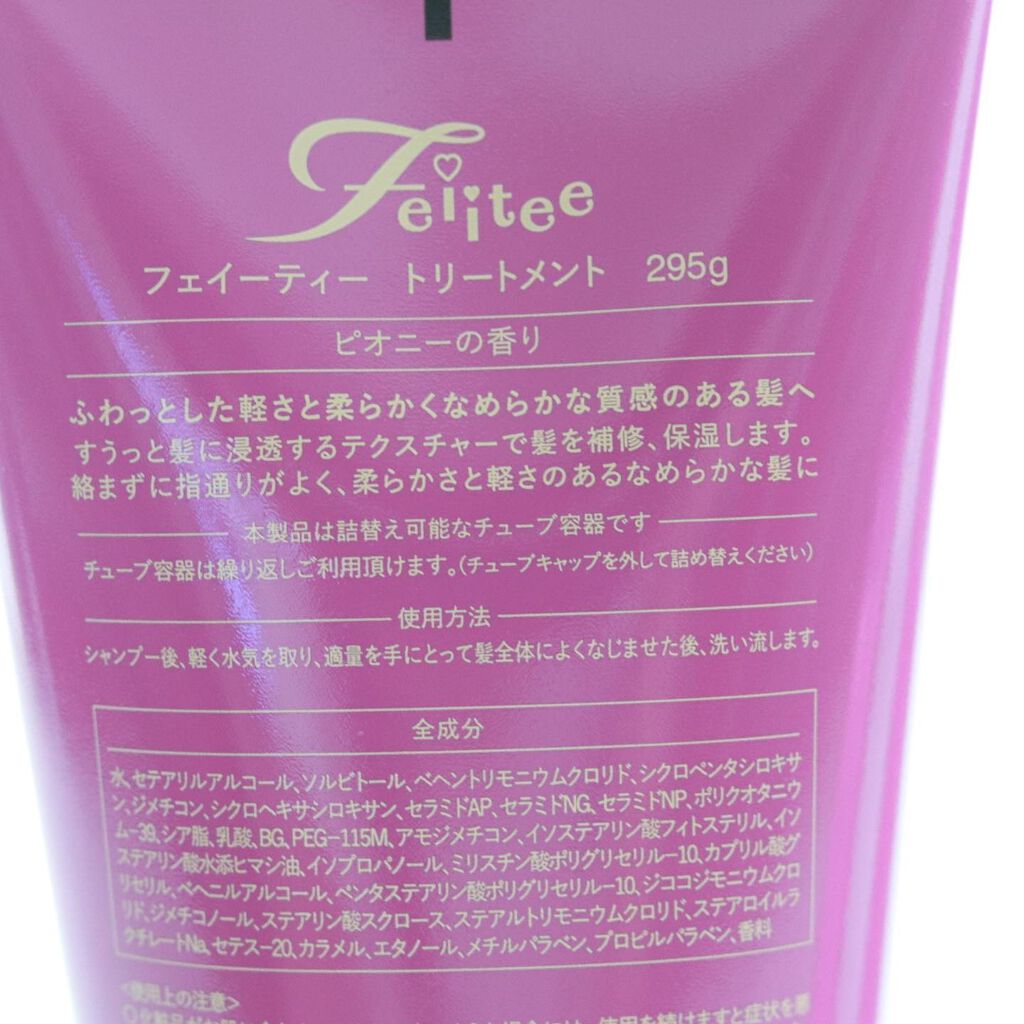 Feiitee
フェイーティー トリートメント 295g
ピオニーの香り
ふわっとした軽さと柔らかくなめらかな質感のある髪へ
すうっと髪に浸透するテクスチャーで髪を補修、保湿します。
絡まずに指通りがよく、柔らかさと軽さのあるなめらかな髪に
本製品は詰替え可能なチューブ容器です
チューブ容器は繰り返しご利用頂けます。(チューブキャップを外して詰め替えください)
使用方法
シャンプー後、軽く水気を取り、適量を手にとって髪全体によくなじませた後、洗い流します。
全成分
水、セテアリルアルコール、ソルビトール、ベヘントリモニウムクロリド、シクロペンタシロキサ
ン、ジメチコン、シクロヘキサシロキサン、セラミドAP、セラミドNG、セラミドNP、ポリクオタニウ
ム-39、シア脂、乳酸、BG、PEG-115M、アモジメチコン、イソステアリン酸フィトステリル、イソ
ステアリン酸水添ヒマシ油、イソプロパノール、ミリスチン酸ポリグリセリル-10、カプリル酸グ
リセリル、ベヘニルアルコール、ペンタステアリン酸ポリグリセリル-10、ジココジモニウムクロ
リド、ジメチコノール、ステアリン酸スクロース、ステアルトリモニウムクロリド、ステアロイルラ
クチレートNa、セテス-20、カラメル、エタノール、メチルパラベン、プロピルパラベン、香料
<使用上の注意>